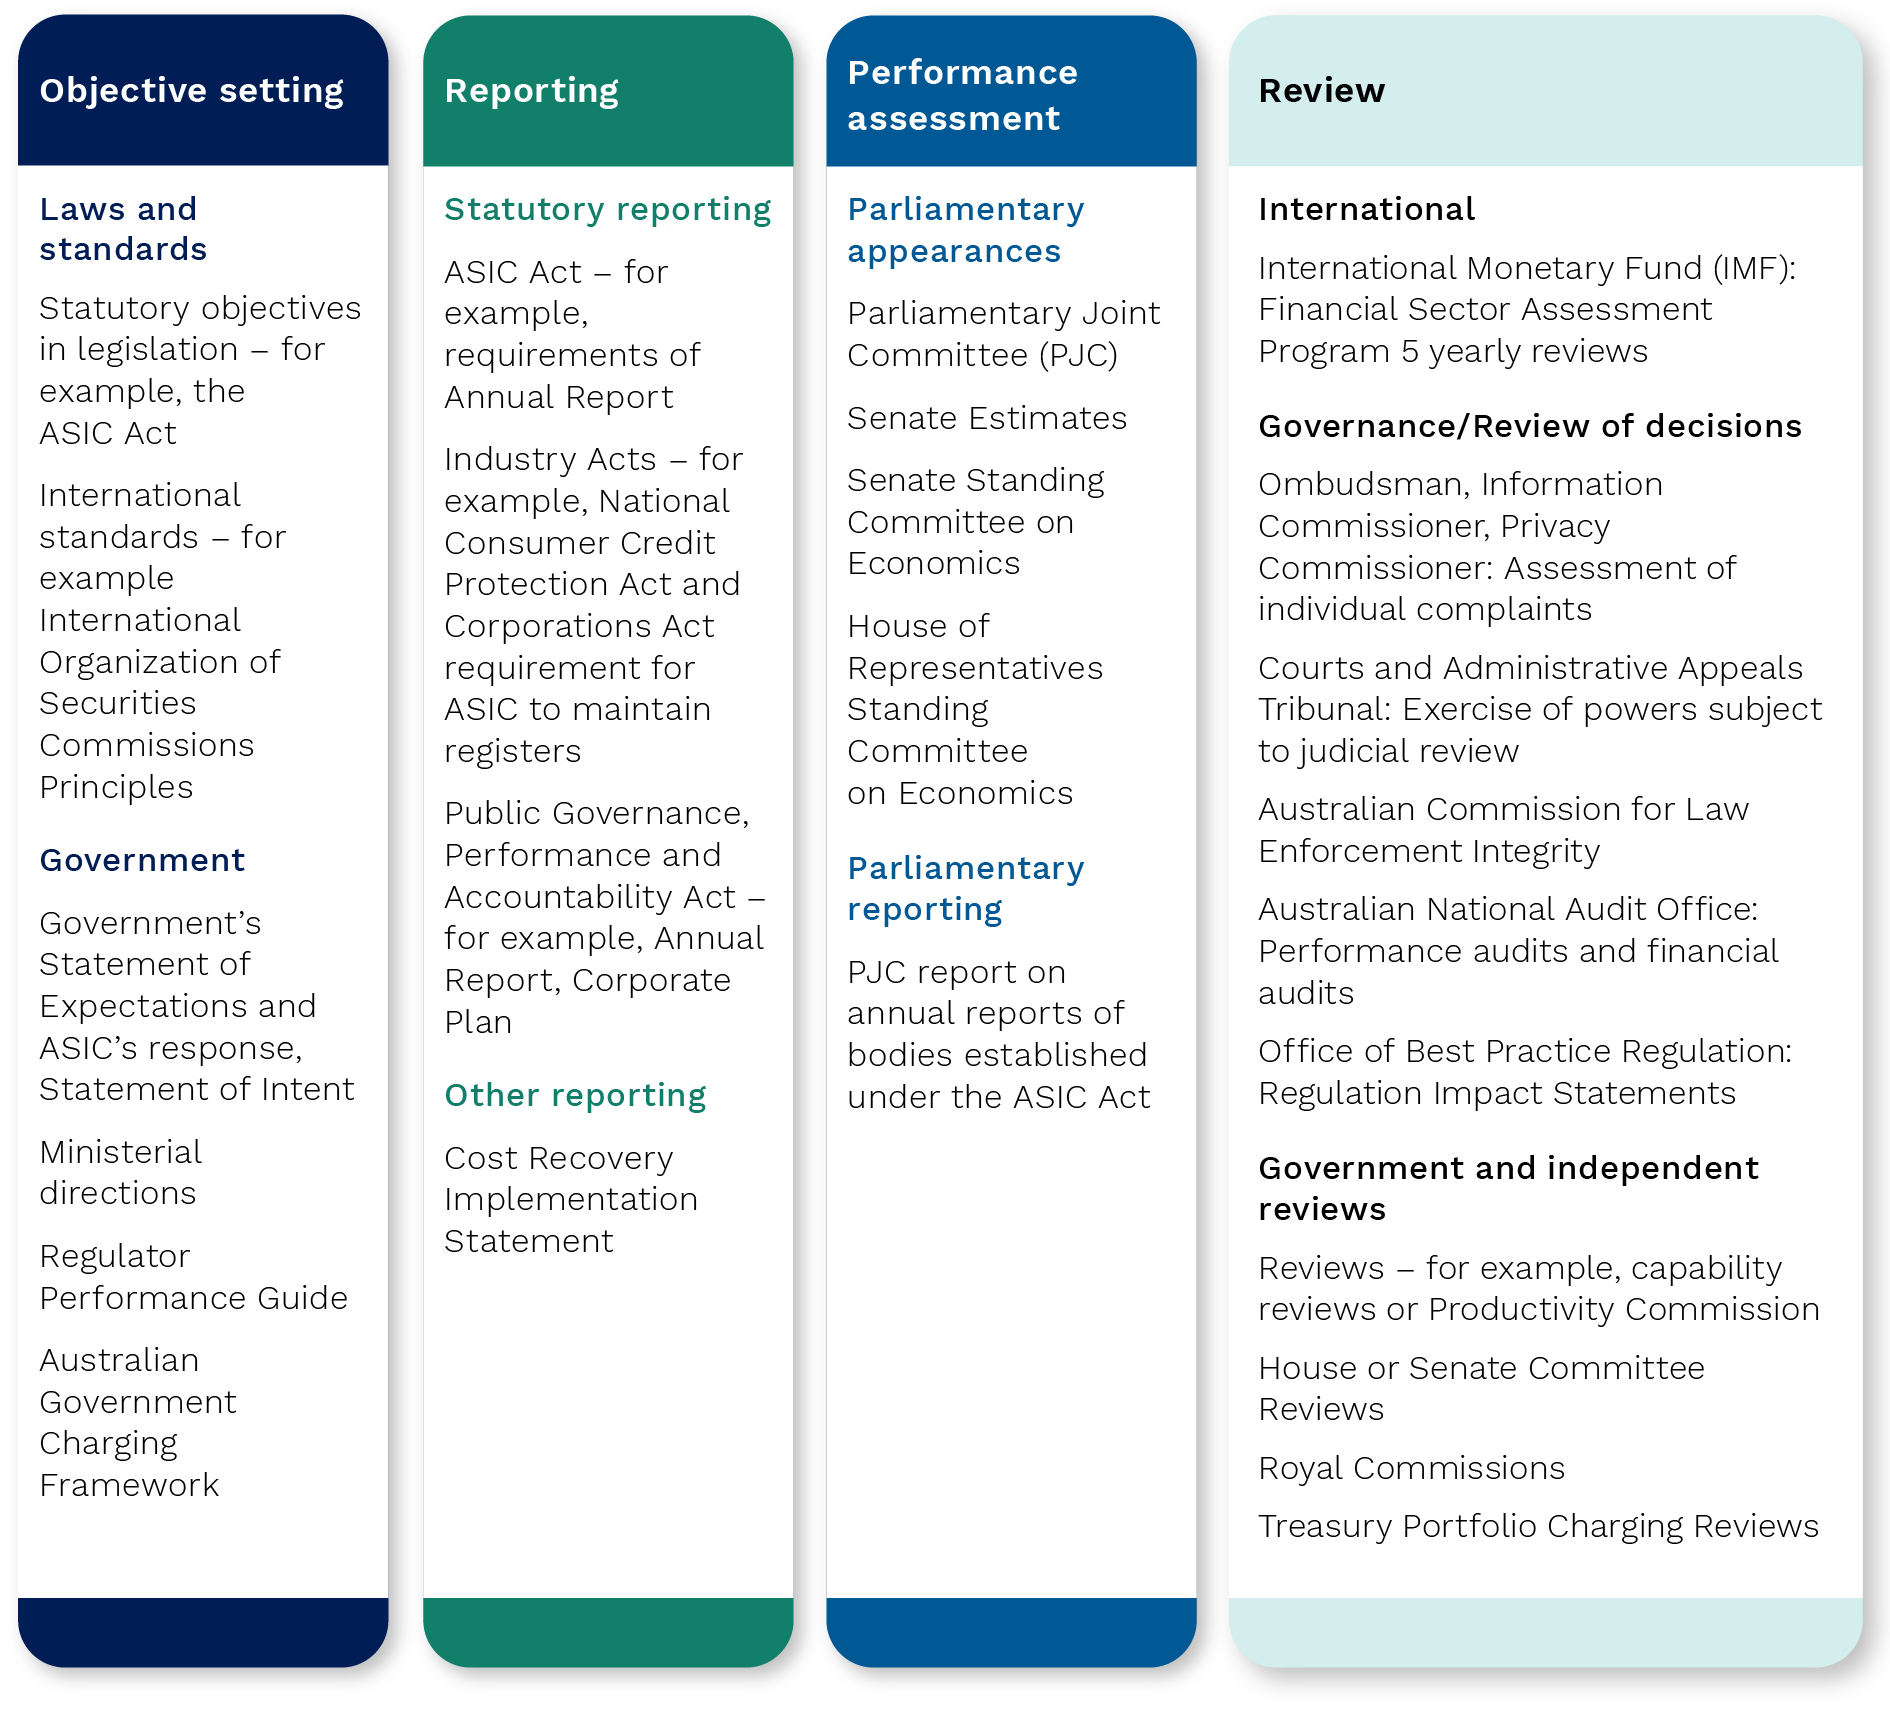 Objective setting
Laws and
standards
Statutory objectives
in legislation – for
example, the
ASIC Act
International
standards – for
example
International
Organization of
Securities
Commissions
Principles
Government
Government’s
Statement of
Expectations and
ASIC’s response,
Statement of Intent
Ministerial
directions
Regulator
Performance Guide
Australian
Government
Charging
Framework
Reporting
Statutory reporting
ASIC Act – for
example,
requirements of
Annual Report
Industry Acts – for
example, National
Consumer Credit
Protection Act and
Corporations Act
requirement for
ASIC to maintain
registers
Public Governance,
Performance and
Accountability Act –
for example, Annual
Report, Corporate
Plan
Other reporting
Cost Recovery
Implementation
Statement
Performance
assessment
Parliamentary
appearances
Parliamentary Joint
Committee (PJC)
Senate Estimates
Senate Standing
Committee on
Economics
House of
Representatives
Standing
Committee
on Economics
Parliamentary
reporting
PJC report on
annual reports of
bodies established
under the ASIC Act
Review
International
International Monetary Fund (IMF):
Financial Sector Assessment
Program 5 yearly reviews
Governance/Review of decisions
Ombudsman, Information
Commissioner, Privacy
Commissioner: Assessment of
individual complaints
Courts and Administrative Appeals
Tribunal: Exercise of powers subject
to judicial review
Australian Commission for Law
Enforcement Integrity
Australian National Audit Office:
Performance audits and financial
audits
Office of Best Practice Regulation:
Regulation Impact Statements
Government and independent
reviews
Reviews – for example, capability
reviews or Productivity Commission
House or Senate Committee
Reviews
Royal Commissions
Treasury Portfolio Charging Reviews